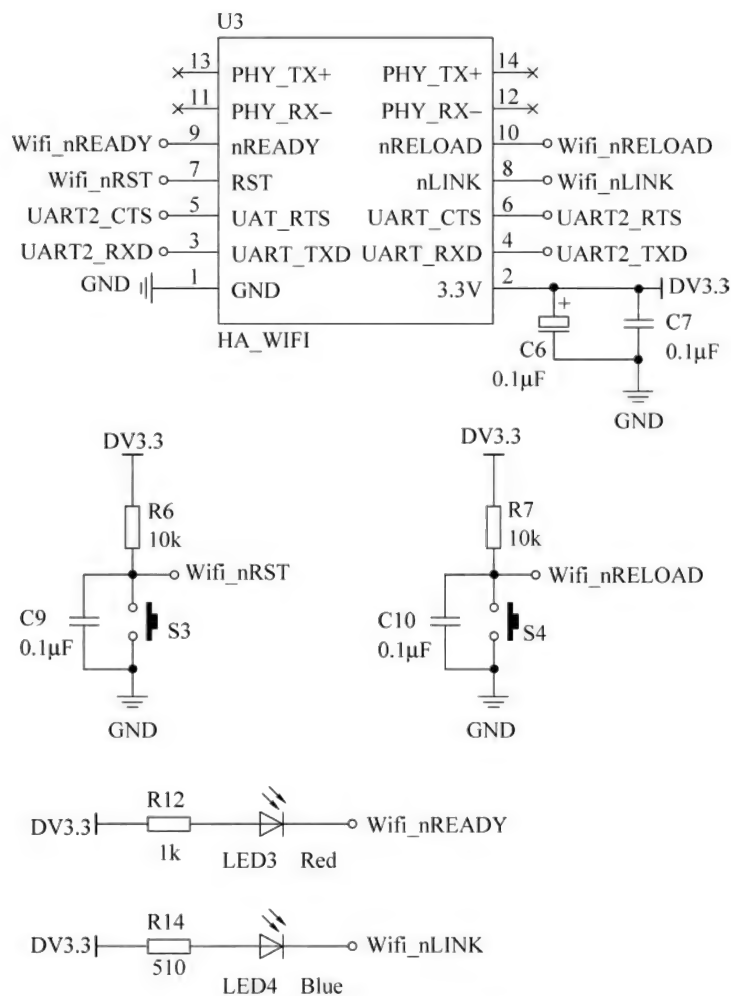 U3
13 PHY_TX+ PHY_TX+ 14
11 PHY_RX− PHY_RX− 12
Wifi_nREADY 9 nREADY nRELOAD 10 Wifi_nRELOAD
Wifi_nRST 7 RST nLINK 8 Wifi_nLINK
UART2_CTS 5 UAT_RTS UART_CTS 6 UART2_RTS
UART2_RXD 3 UART_TXD UART_RXD 4 UART2_TXD
GND 1 GND 3.3V 2 DV3.3
HA_WIFI
+
C6
0.1μF
C7
0.1μF
GND
DV3.3
R6
10k
Wifi_nRST
C9
0.1μF
S3
GND
DV3.3
R7
10k
Wifi_nRELOAD
C10
0.1μF
S4
GND
DV3.3 R12 Wifi_nREADY
1k LED3 Red
DV3.3 R14 Wifi_nLINK
510 LED4 Blue